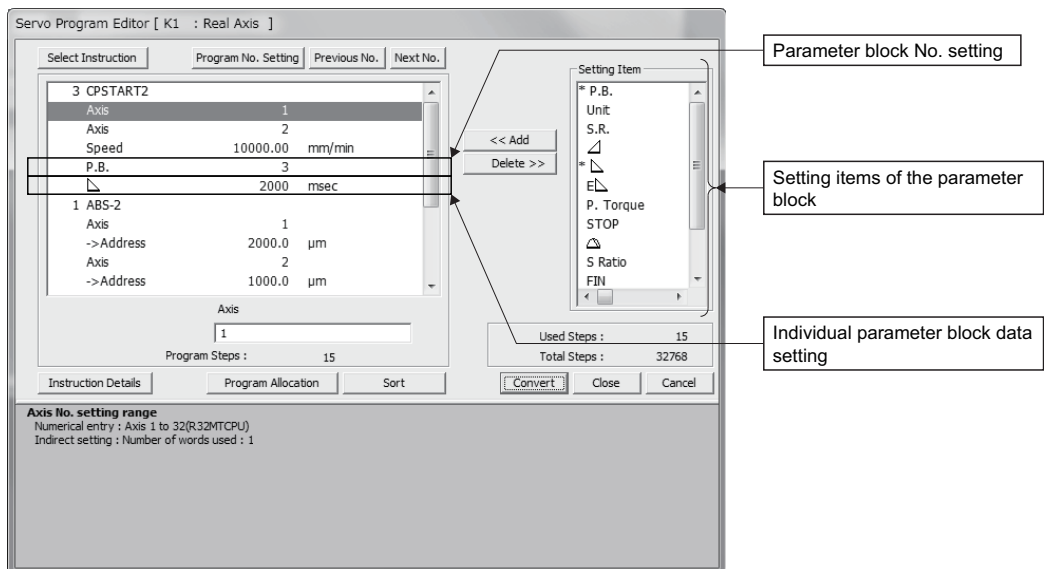 Servo Program Editor [ K1 : Real Axis ]
Select Instruction
Program No. Setting
Previous No.
Next No.
3 CPSTART2
Axis 1
Axis 2
Speed 10000.00 mm/min
P.B. 3
2000 msec
1 ABS-2
Axis 1
->Address 2000.0 µm
Axis 2
->Address 1000.0 µm
Axis
1
Program Steps : 15
Instruction Details
Program Allocation
Sort
<< Add
Delete >>
Setting Item
* P.B.
Unit
S.R.
*
E
P. Torque
STOP
S Ratio
FIN
Used Steps : 15
Total Steps : 32768
Convert
Close
Cancel
Axis No. setting range
Numerical entry : Axis 1 to 32(R32MTCPU)
Indirect setting : Number of words used : 1
Parameter block No. setting
Setting items of the parameter
block
Individual parameter block data
setting